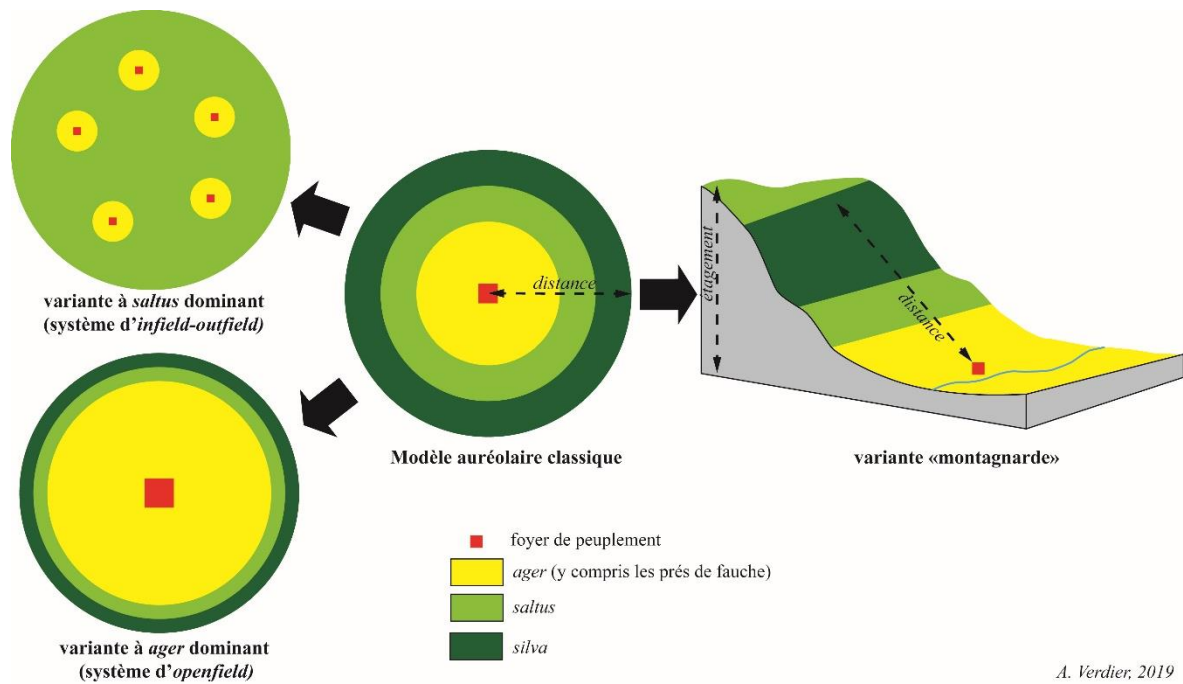 variante à saltus dominant
(système d’infield-outfield)
distance
Modèle auréolaire classique
étagement
distance
variante «montagnarde»
variante à ager dominant
(système d’openfield)
foyer de peuplement
ager (y compris les prés de fauche)
saltus
silva
A. Verdier, 2019